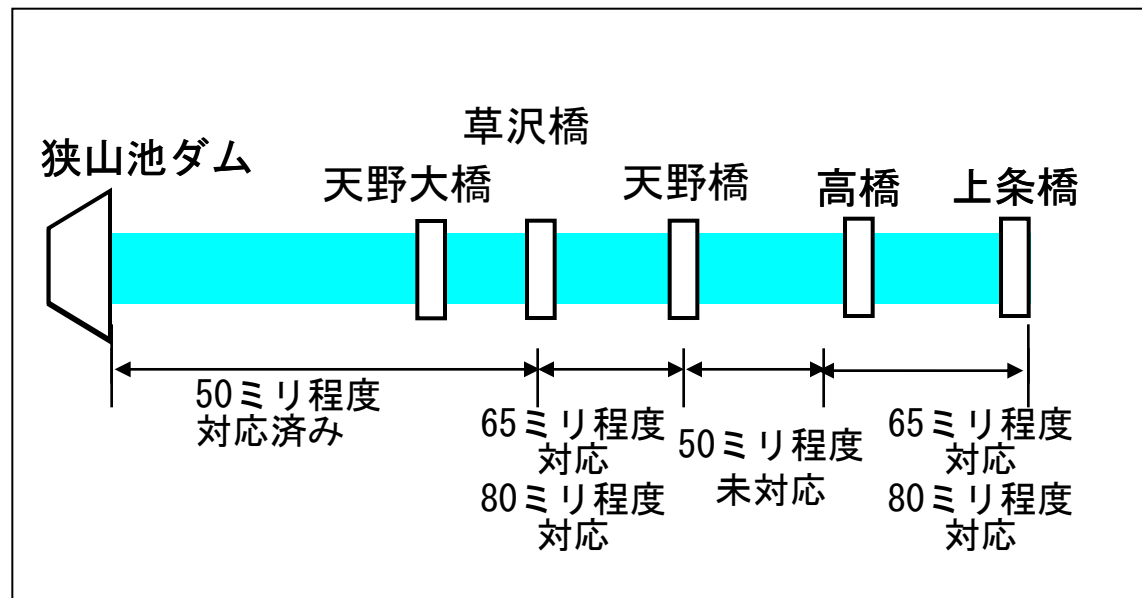 狭山池ダム
天野大橋
草沢橋
天野橋
高橋
上条橋
50ミリ程度
対応済み
65ミリ程度
対応
80ミリ程度
対応
50ミリ程度
未対応
65ミリ程度
対応
80ミリ程度
対応